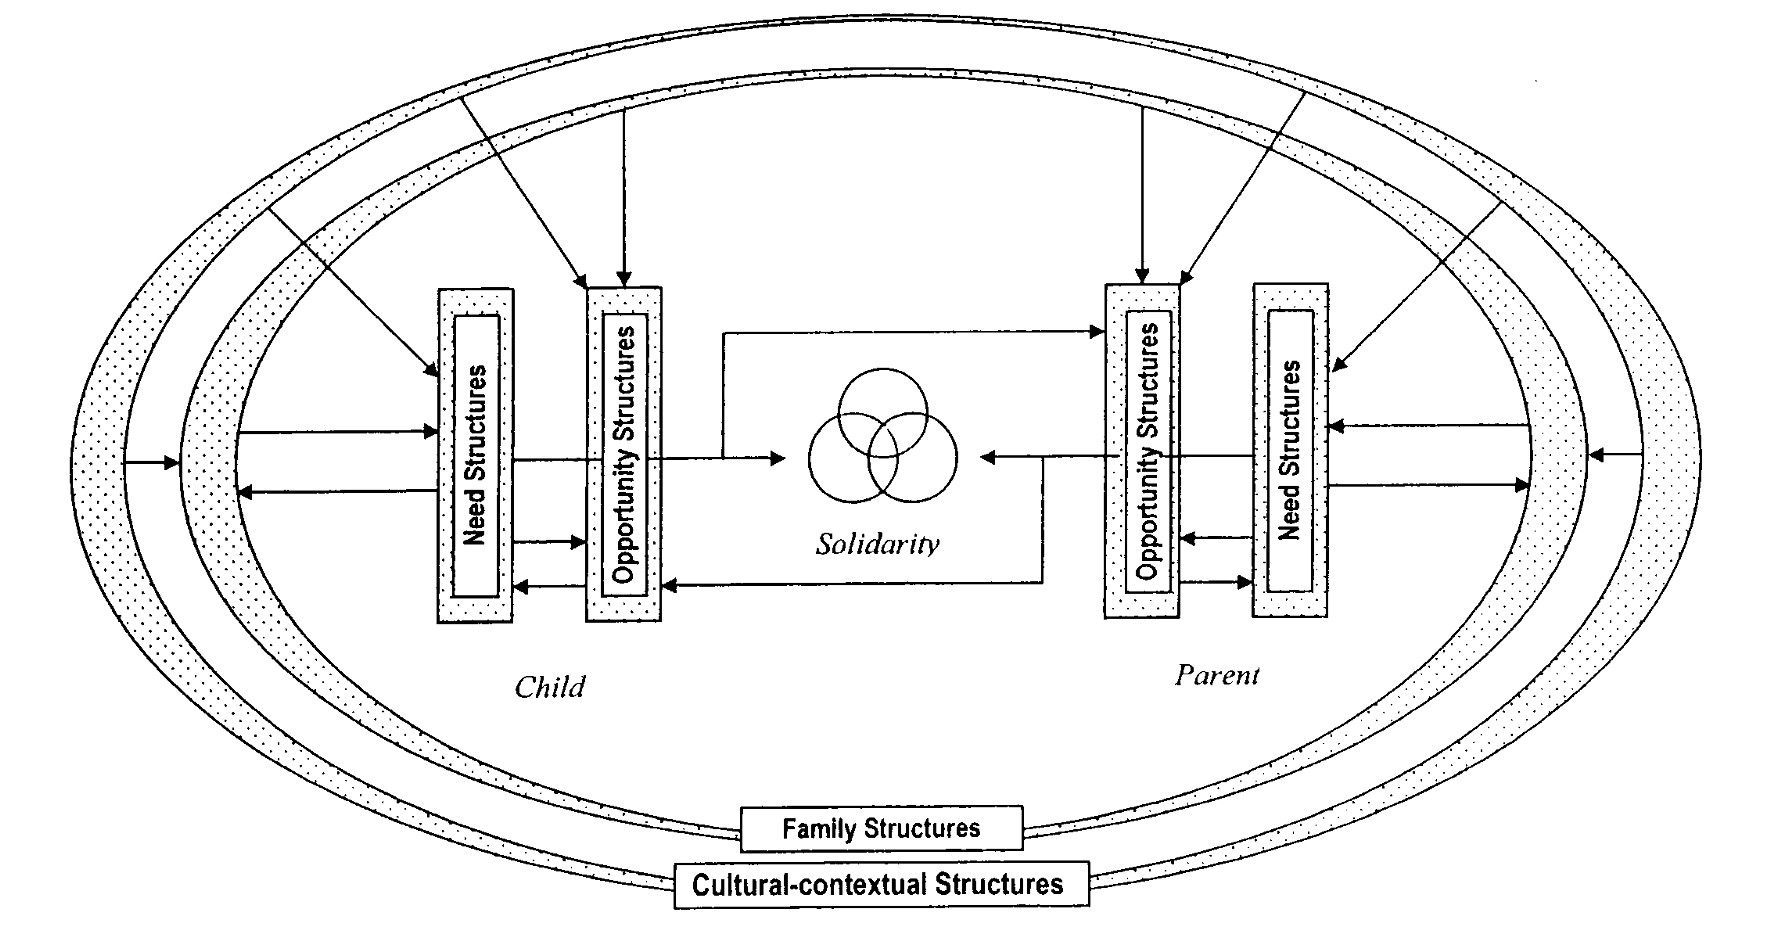 Need Structures
Opportunity Structures
Opportunity Structures
Need Structures
Solidarity
Child
Parent
Family Structures
Cultural-contextual Structures